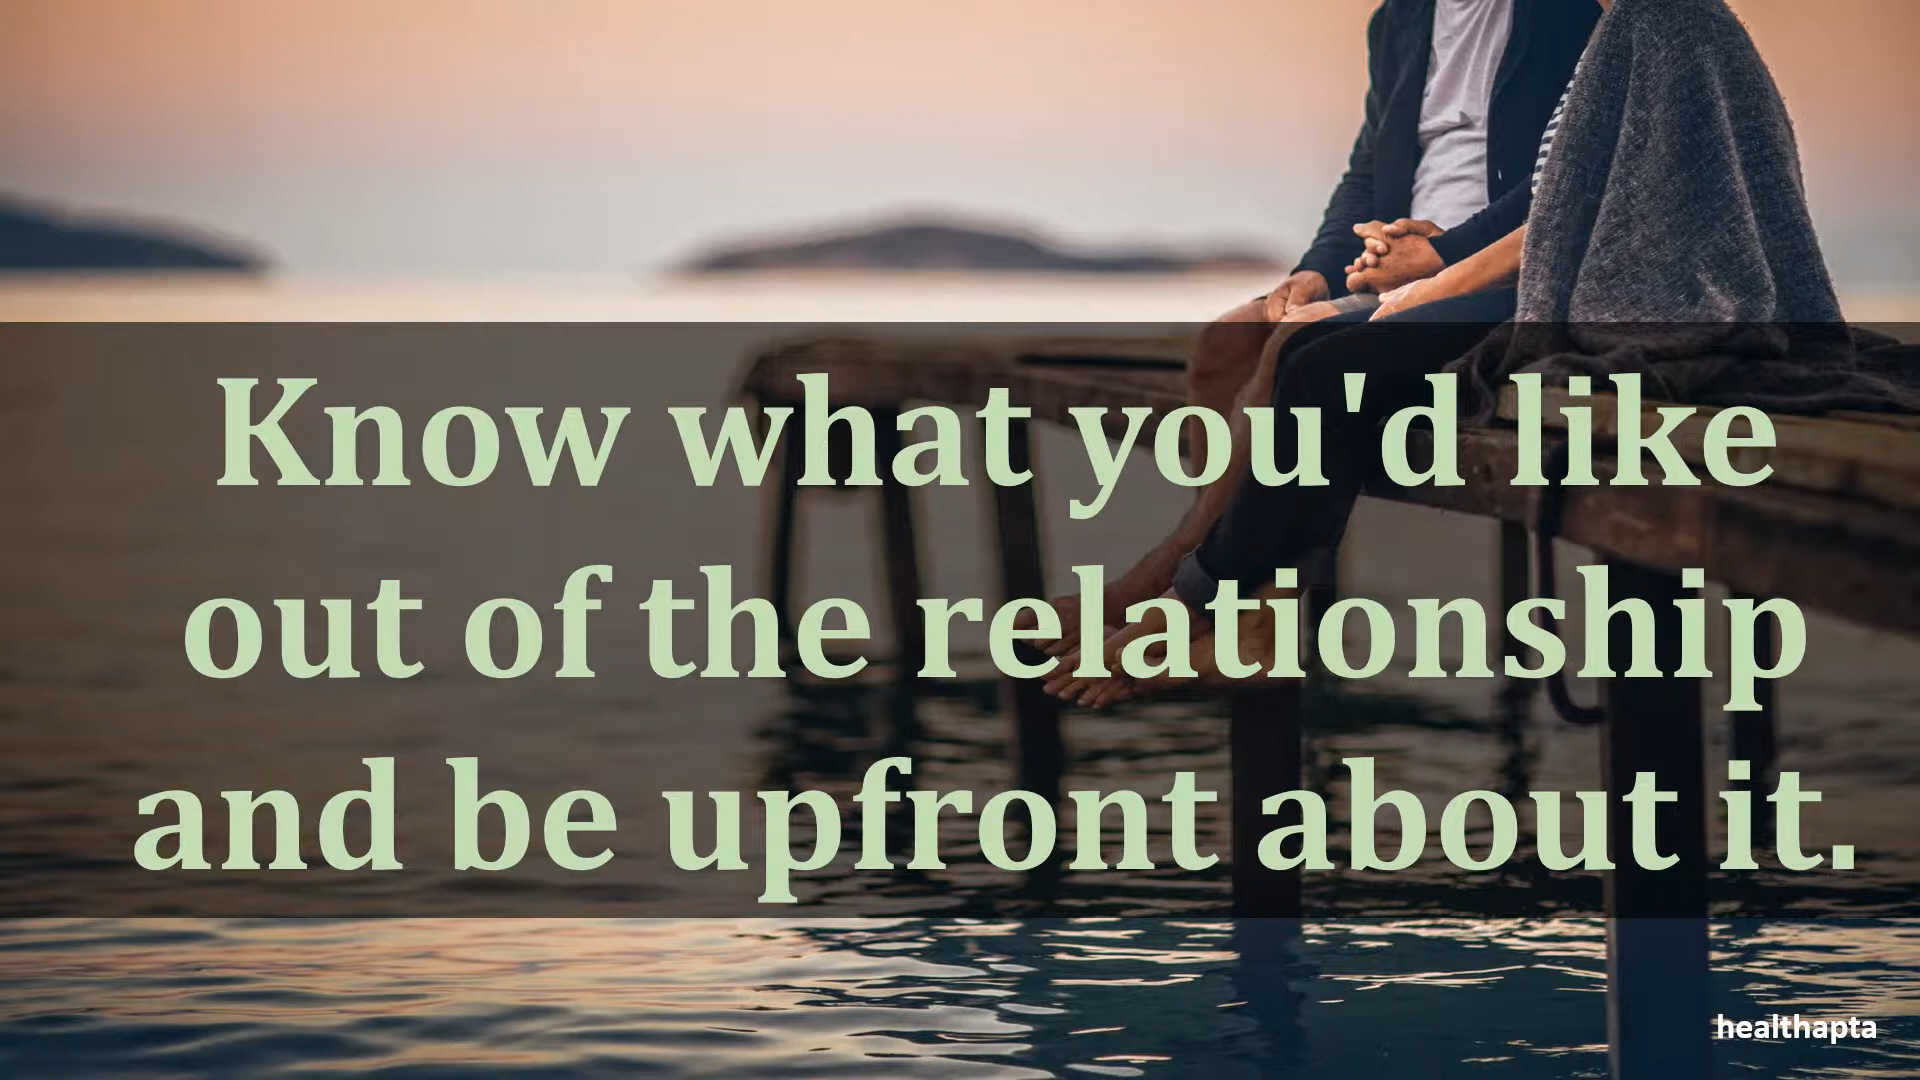 Know what you'd like
out of the relationship
and be upfront about it.
healthapta